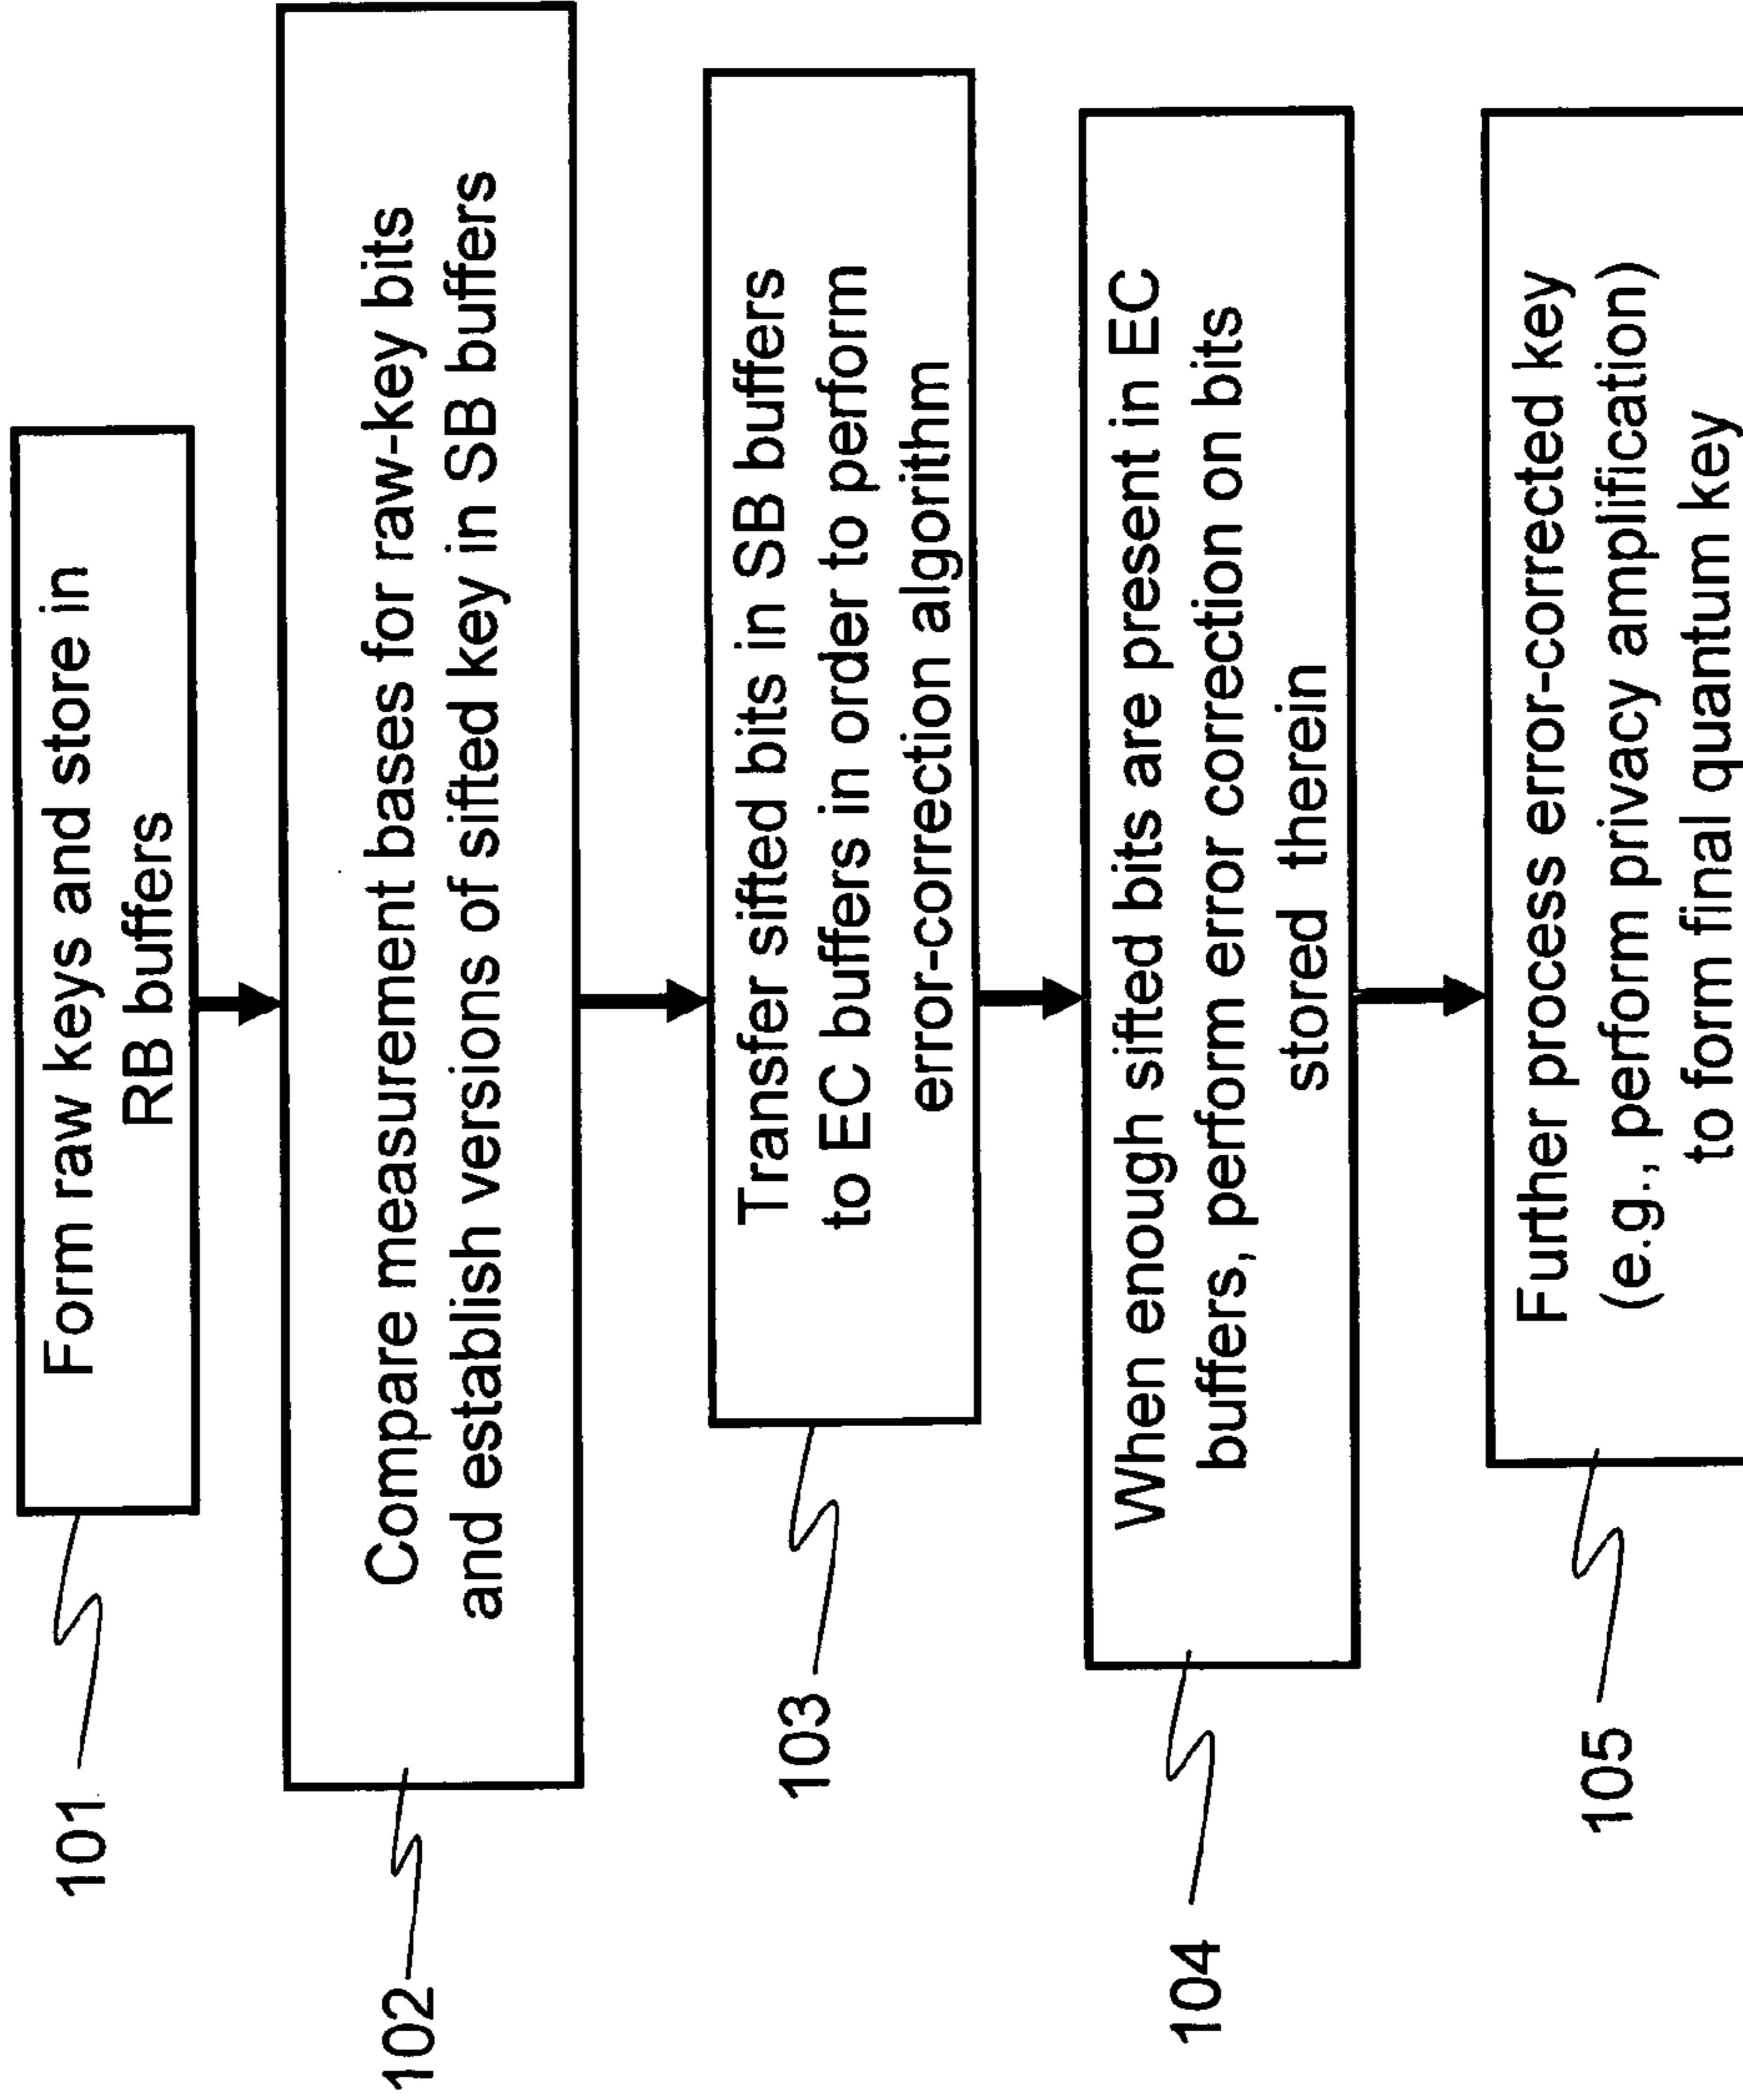 101
Form raw keys and store in
RB buffers
102
Compare measurement bases for raw-key bits
and establish versions of sifted key in SB buffers
103
Transfer sifted bits in SB buffers
to EC buffers in order to perform
error-correction algorithm
104
When enough sifted bits are present in EC
buffers, perform error correction on bits
stored therein
105
Further process error-corrected key
(e.g., perform privacy amplification)
to form final quantum key